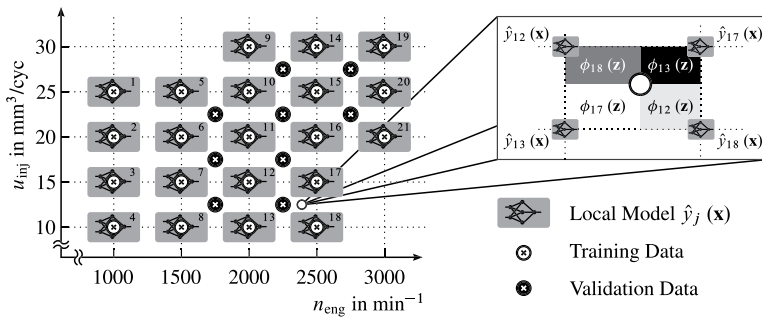 9 14 19
30
1 5 10 15 20
25
2 6 11 16 21
20
3 7 12 17
15
4 8 13 18
10
1000 1500 2000 2500 3000
n_eng in min⁻¹
u_inj in mm³/cyc
ŷ₁₂ (x) ŷ₁₇ (x)
ϕ₁₈ (z) ϕ₁₃ (z)
ϕ₁₇ (z) ϕ₁₂ (z)
ŷ₁₃ (x) ŷ₁₈ (x)
Local Model ŷⱼ (x)
Training Data
Validation Data